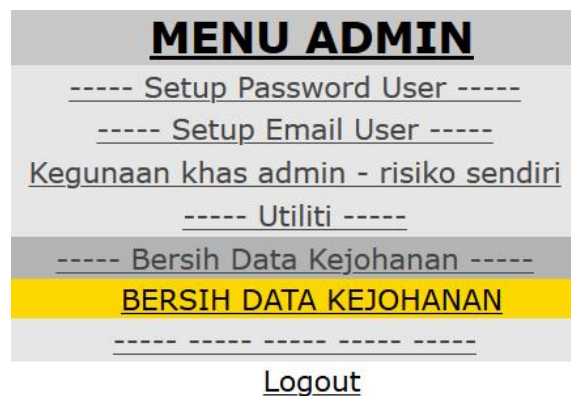 MENU ADMIN
----- Setup Password User -----
----- Setup Email User -----
Kegunaan khas admin - risiko sendiri
----- Utiliti -----
----- Bersih Data Kejohanan -----
BERSIH DATA KEJOHANAN
----- ----- ----- ----- -----
Logout